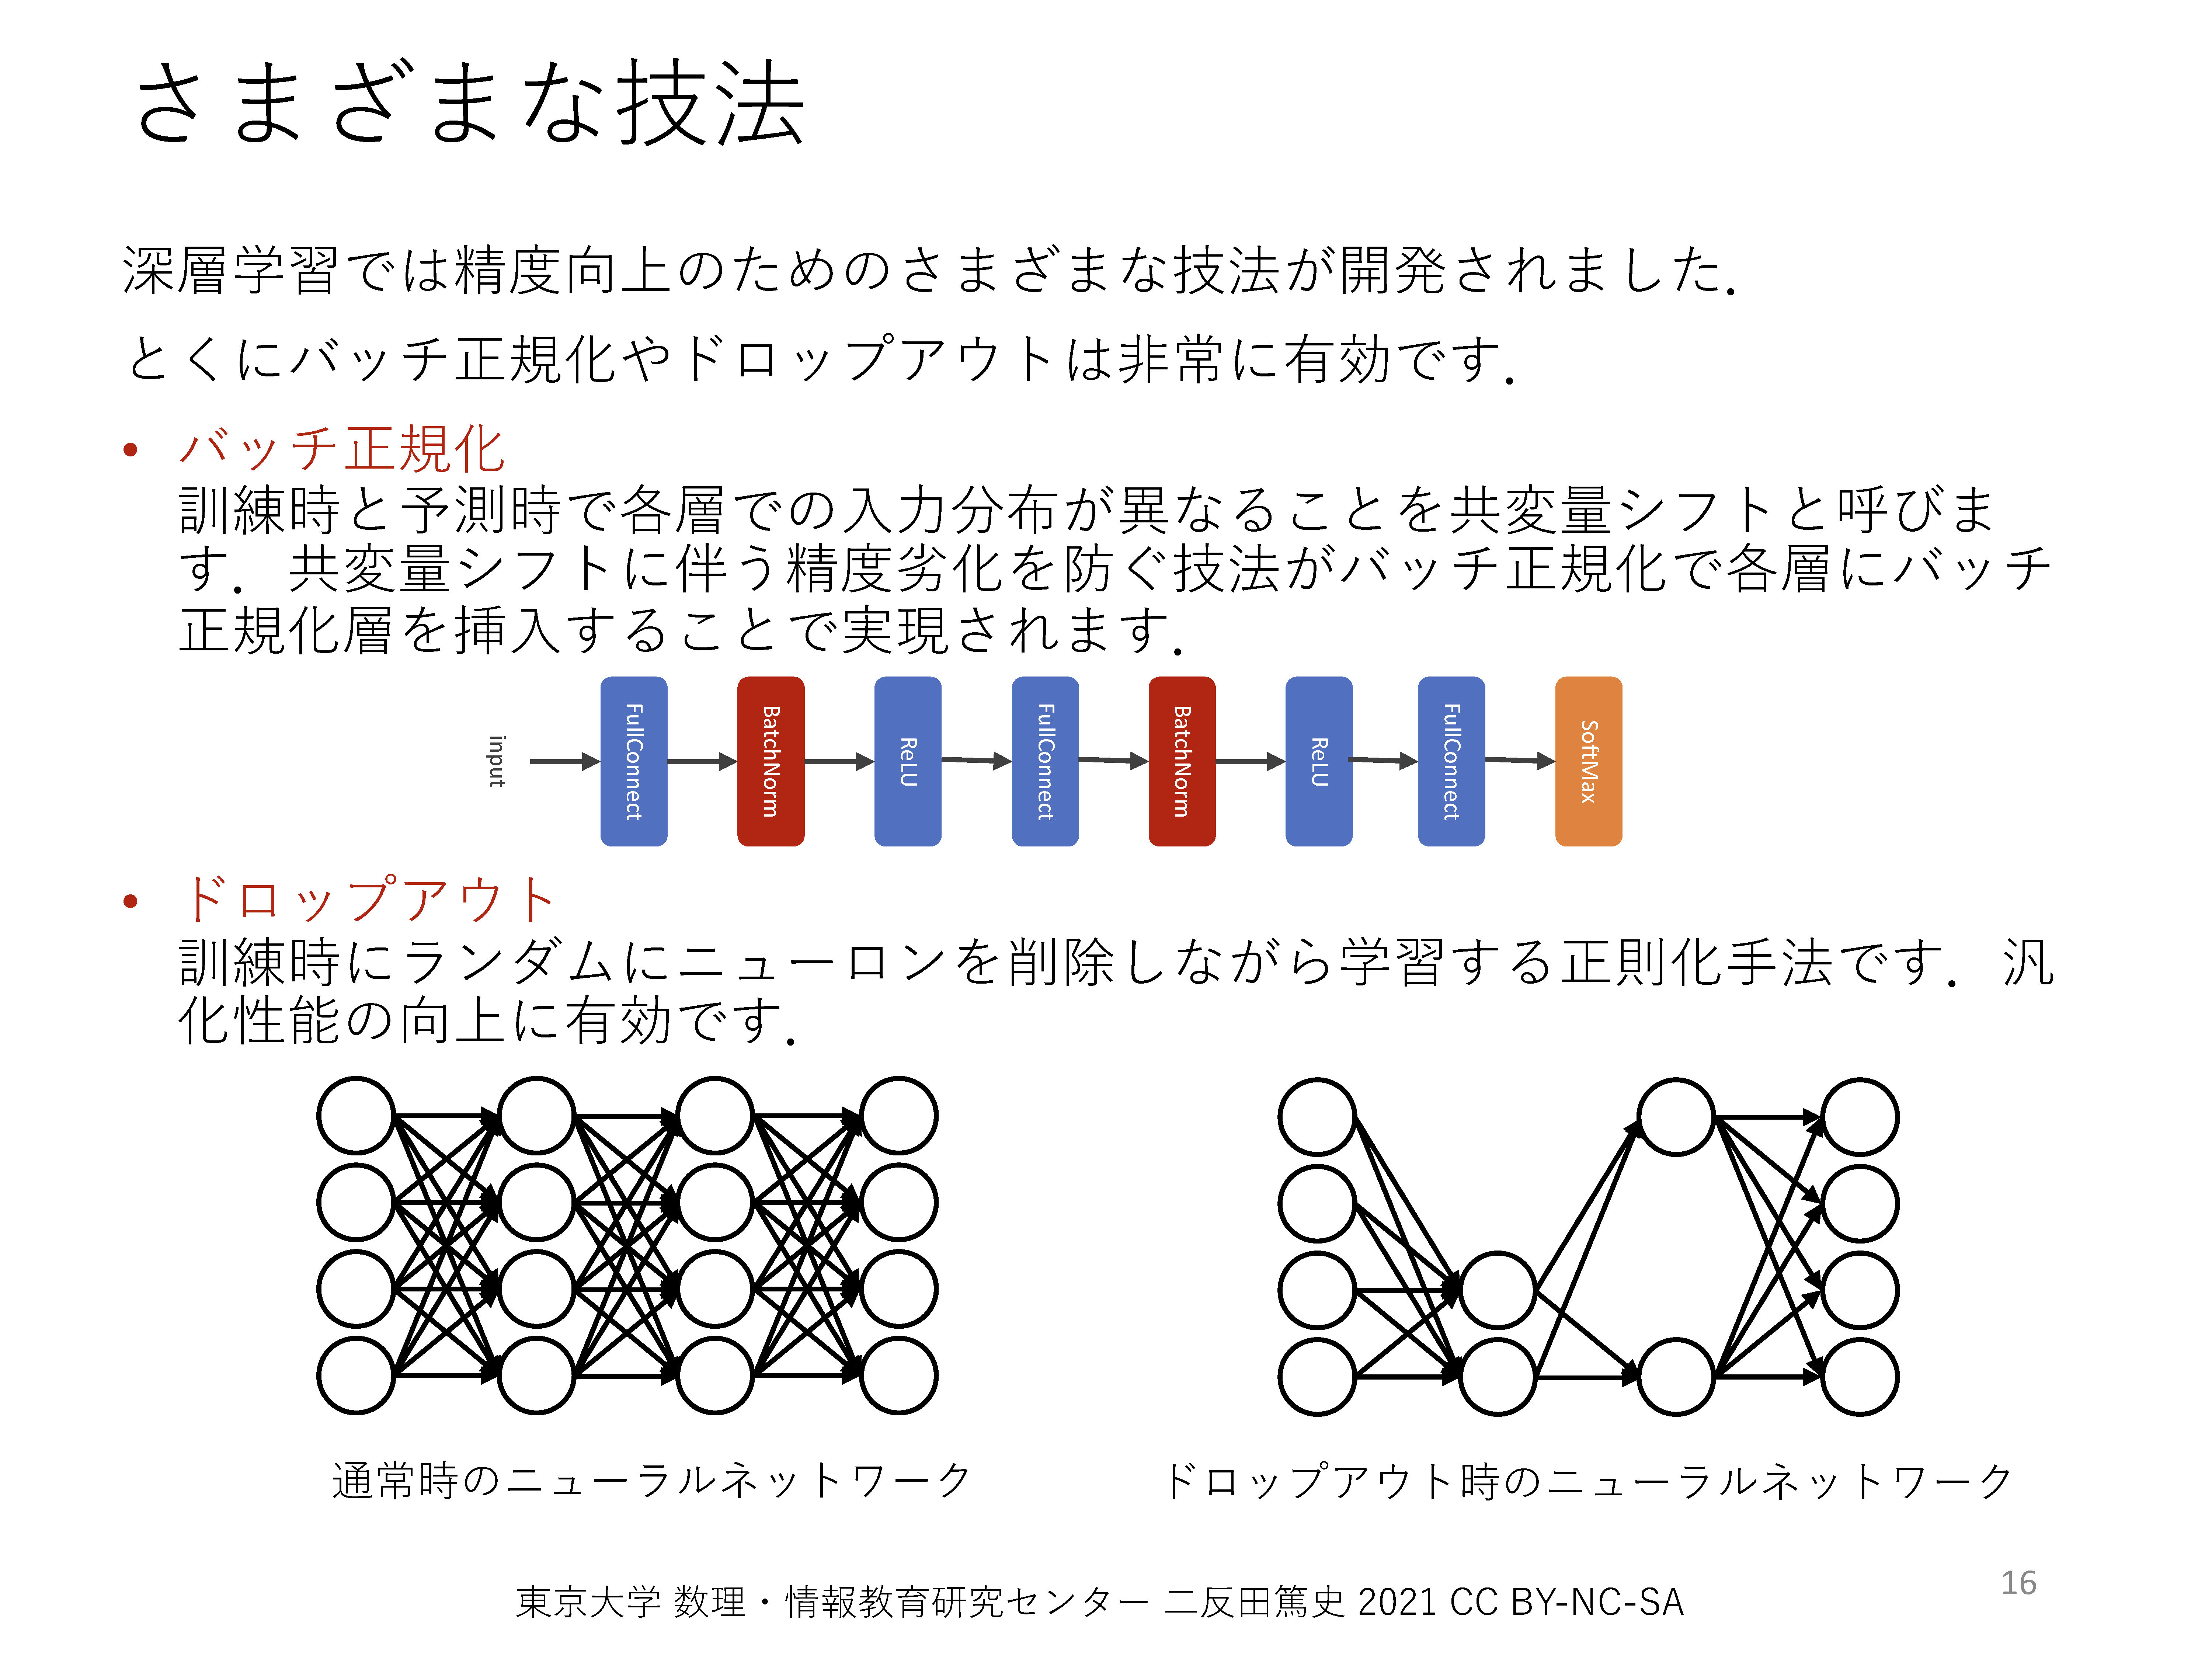 さまざまな技法
深層学習では精度向上のためのさまざまな技法が開発されました．
とくにバッチ正規化やドロップアウトは非常に有効です．
• バッチ正規化
訓練時と予測時で各層での入力分布が異なることを共変量シフトと呼びま
す．共変量シフトに伴う精度劣化を防ぐ技法がバッチ正規化で各層にバッチ
正規化層を挿入することで実現されます．
input
FullConnect
BatchNorm
ReLU
FullConnect
BatchNorm
ReLU
FullConnect
SoftMax
• ドロップアウト
訓練時にランダムにニューロンを削除しながら学習する正則化手法です．汎
化性能の向上に有効です．
通常時のニューラルネットワーク
ドロップアウト時のニューラルネットワーク
東京大学 数理・情報教育研究センター 二反田篤史 2021 CC BY-NC-SA
16